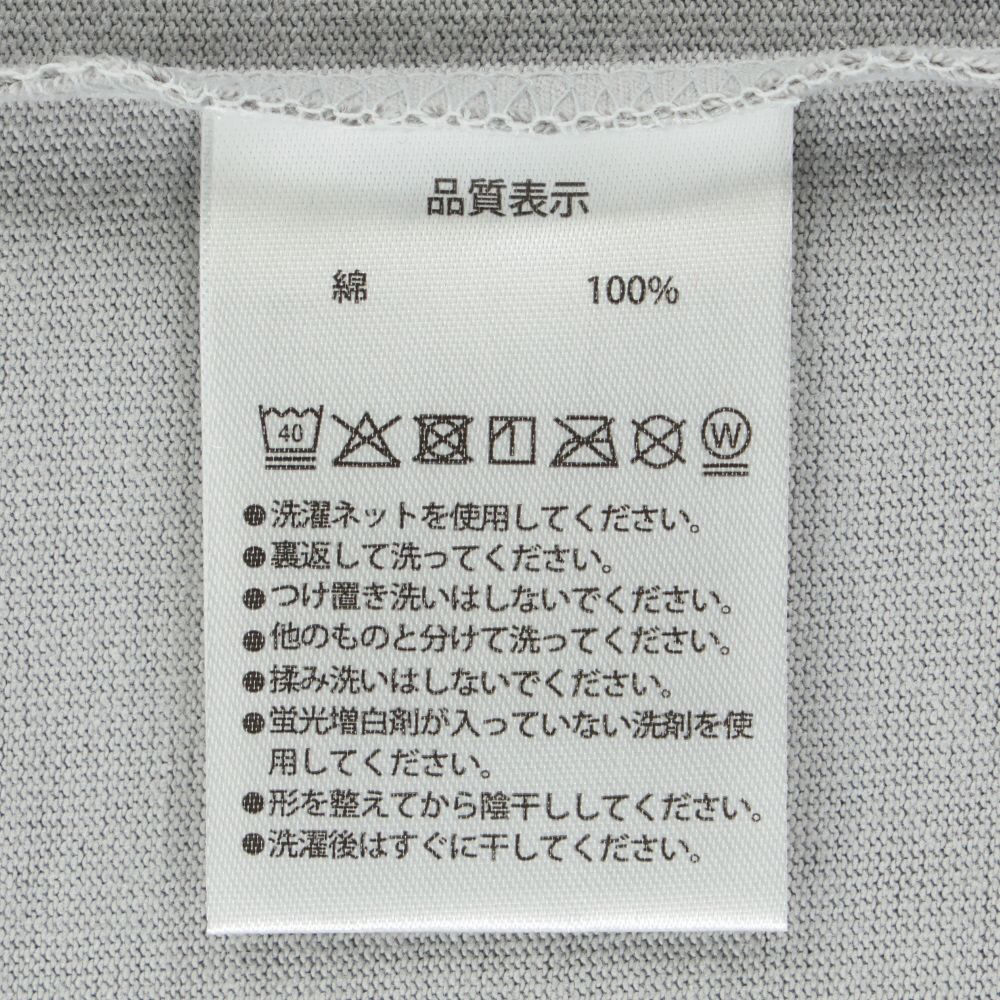 品質表示
綿 100%
40 1 W
●洗濯ネットを使用してください。
●裏返して洗ってください。
●つけ置き洗いはしないでください。
●他のものと分けて洗ってください。
●揉み洗いはしないでください。
●蛍光増白剤が入っていない洗剤を使
用してください。
●形を整えてから陰干ししてください。
●洗濯後はすぐに干してください。